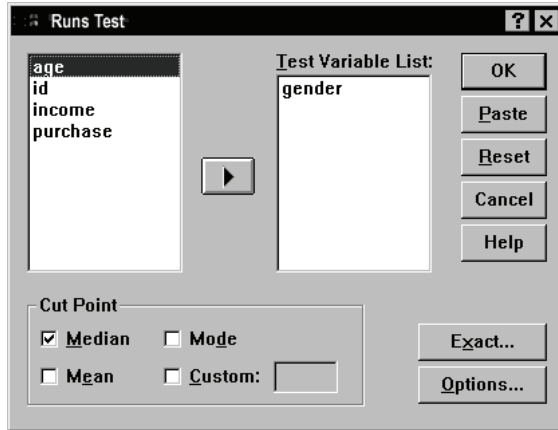 Runs Test
age
id
income
purchase
Test Variable List:
gender
OK
Paste
Reset
Cancel
Help
Cut Point
Median
Mode
Mean
Custom:
Exact...
Options...